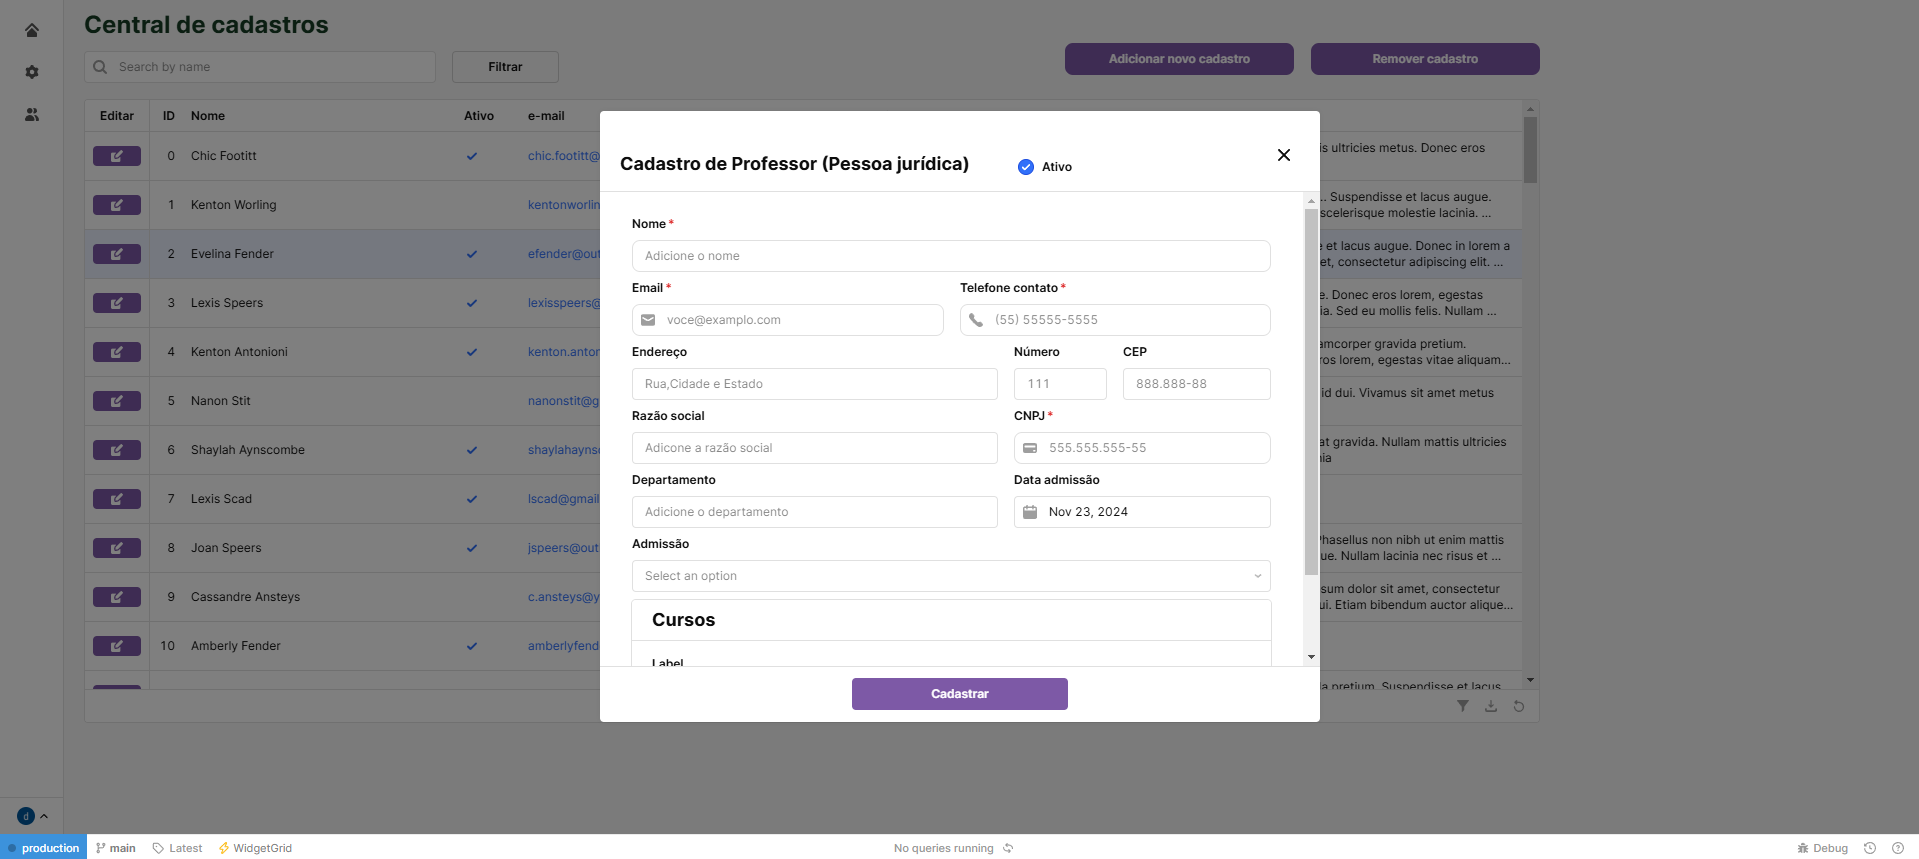 Central de cadastros
Search by name
Filtrar
Adicionar novo cadastro
Remover cadastro
Editar ID Nome Ativo e-mail
0 Chic Footitt chic.footitt@ is ultricies metus. Donec eros
1 Kenton Worling kentonworlin .. Suspendisse et lacus augue.
scelerisque molestie lacinia. ...
2 Evelina Fender efender@out e et lacus augue. Donec in lorem a
et, consectetur adipiscing elit. ...
3 Lexis Speers lexisspeers@ e. Donec eros lorem, egestas
ia. Sed eu mollis felis. Nullam ...
4 Kenton Antonioni kenton.anton amcorper gravida pretium.
ros lorem, egestas vitae aliquam...
5 Nanon Stit nanonstit@g id dui. Vivamus sit amet metus
6 Shaylah Aynscombe shaylahayns at gravida. Nullam mattis ultricies
nia
7 Lexis Scad lscad@gmail
8 Joan Speers jspeers@out Phasellus non nibh ut enim mattis
ue. Nullam lacinia nec risus et ...
9 Cassandre Ansteys c.ansteys@y sum dolor sit amet, consectetur
ui. Etiam bibendum auctor alique...
10 Amberly Fender amberlyfend
a pretium. Suspendisse et lacus
Cadastro de Professor (Pessoa jurídica)
Ativo
Nome *
Adicione o nome
Email * Telefone contato *
voce@examplo.com (55) 55555-5555
Endereço Número CEP
Rua,Cidade e Estado 111 888.888-88
Razão social CNPJ *
Adicone a razão social 555.555.555-55
Departamento Data admissão
Adicione o departamento Nov 23, 2024
Admissão
Select an option
Cursos
Label
Cadastrar
d
production main Latest WidgetGrid No queries running Debug